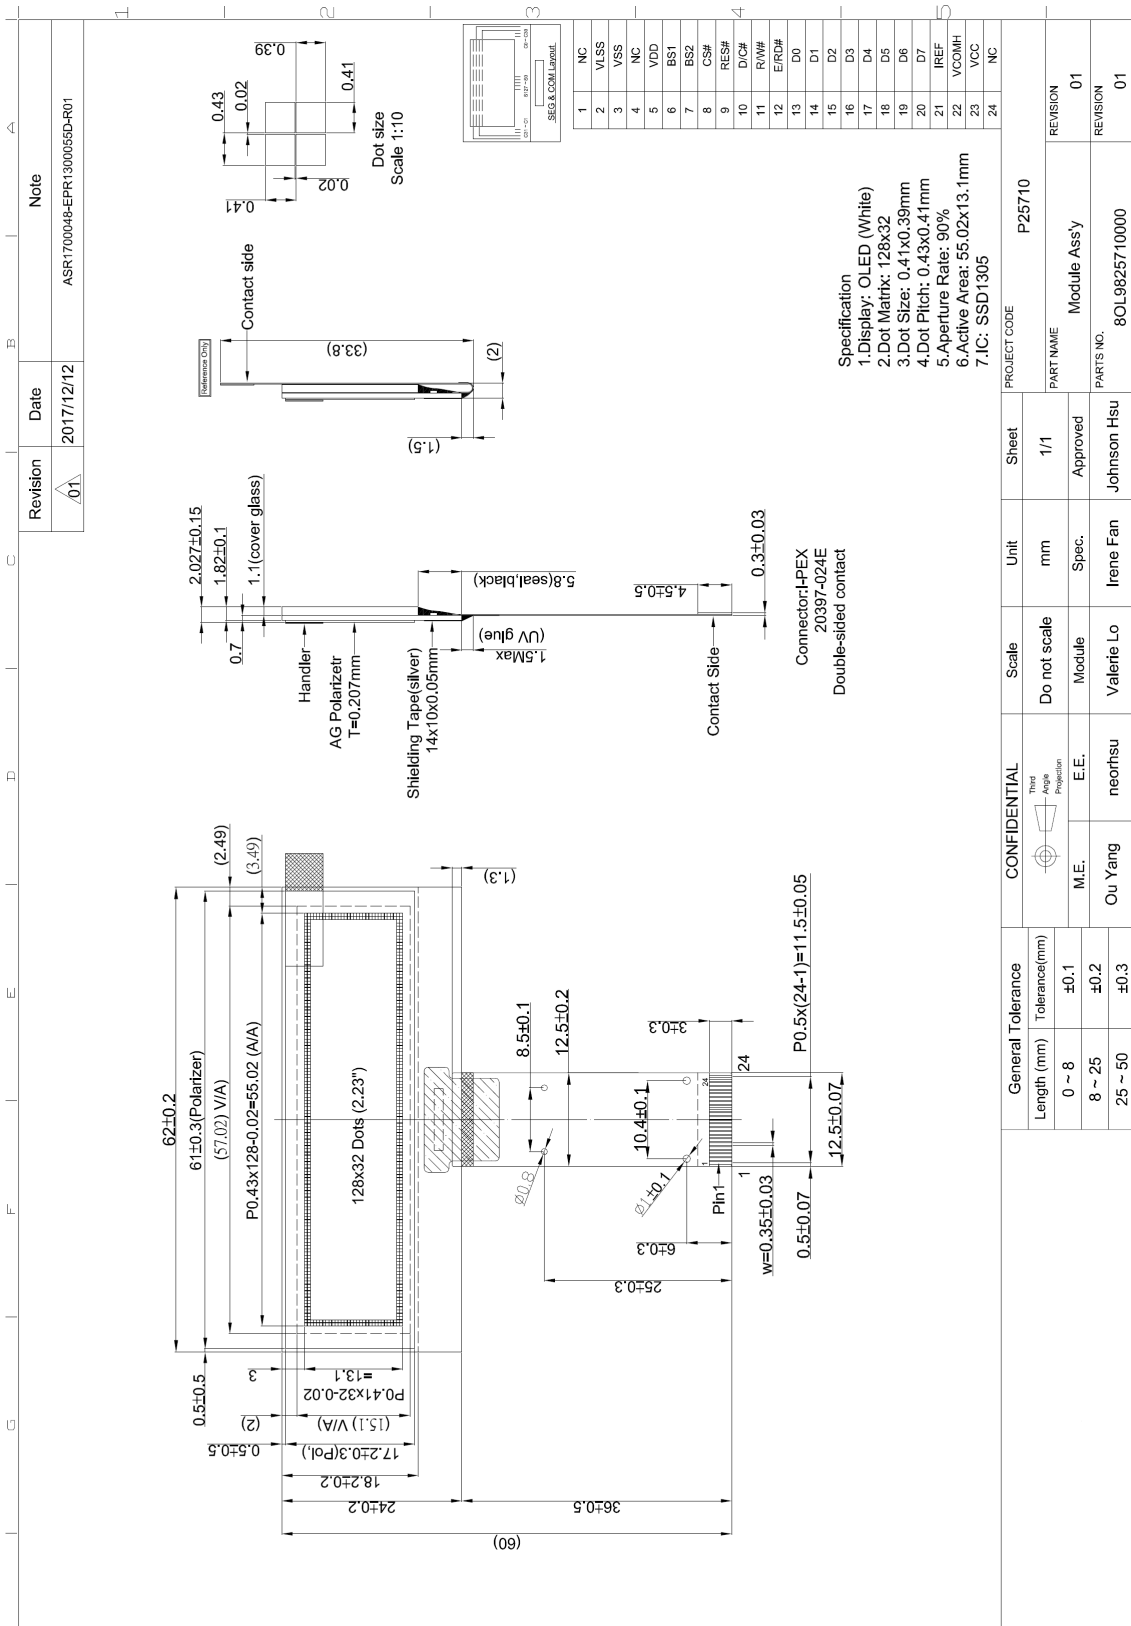 Revision
Date
Note
01
2017/12/12
ASR1700048-EPR1300055D-R01
1
2
3
4
5
A
B
C
D
E
F
G
0.43
0.02
0.41
0.39
0.41
0.02
Dot size
Scale 1:10
SEG & COM Layout
1 NC
2 VLSS
3 VSS
4 NC
5 VDD
6 BS1
7 BS2
8 CS#
9 RES#
10 D/C#
11 R/W#
12 E/RD#
13 D0
14 D1
15 D2
16 D3
17 D4
18 D5
19 D6
20 D7
21 IREF
22 VCOMH
23 VCC
24 NC
Reference Only
Contact side
(33.8)
(2)
(1.5)
2.027±0.15
1.82±0.1
1.1(cover glass)
0.7
Handler
AG Polarizetr
T=0.207mm
Shielding Tape(silver)
14x10x0.05mm
5.8(seal,black)
1.5Max
(UV glue)
4.5±0.5
0.3±0.03
Contact Side
Connector:I-PEX
20397-024E
Double-sided contact
62±0.2
61±0.3(Polarizer)
(57.02) V/A)
P0.43x128-0.02=55.02 (A/A)
(2.49)
(3.49)
0.5±0.5
128x32 Dots (2.23")
3
P0.41x32-0.02
=13.1
(2)
(15.1) V/A)
0.5±0.5
17.2±0.3(Pol,)
18.2±0.2
24±0.2
36±0.5
(60)
(1.3)
8.5±0.1
12.5±0.2
Ø0.8
10.4±0.1
Ø1±0.1
3±0.3
6±0.3
25±0.3
Pin1
1
24
1
24
w=0.35±0.03
0.5±0.07
P0.5x(24-1)=11.5±0.05
12.5±0.07
Specification
1.Display: OLED (White)
2.Dot Matrix: 128x32
3.Dot Size: 0.41x0.39mm
4.Dot Pitch: 0.43x0.41mm
5.Aperture Rate: 90%
6.Active Area: 55.02x13.1mm
7.IC: SSD1305
General Tolerance
Length (mm) Tolerance(mm)
0 ~ 8 ±0.1
8 ~ 25 ±0.2
25 ~ 50 ±0.3
CONFIDENTIAL
Third
Angle
Projection
M.E. E.E.
Ou Yang neorhsu
Scale
Do not scale
Module
Valerie Lo
Unit
mm
Spec.
Irene Fan
Sheet
1/1
Approved
Johnson Hsu
PROJECT CODE
P25710
PART NAME
Module Ass'y
REVISION
01
PARTS NO.
8OL9825710000
REVISION
01